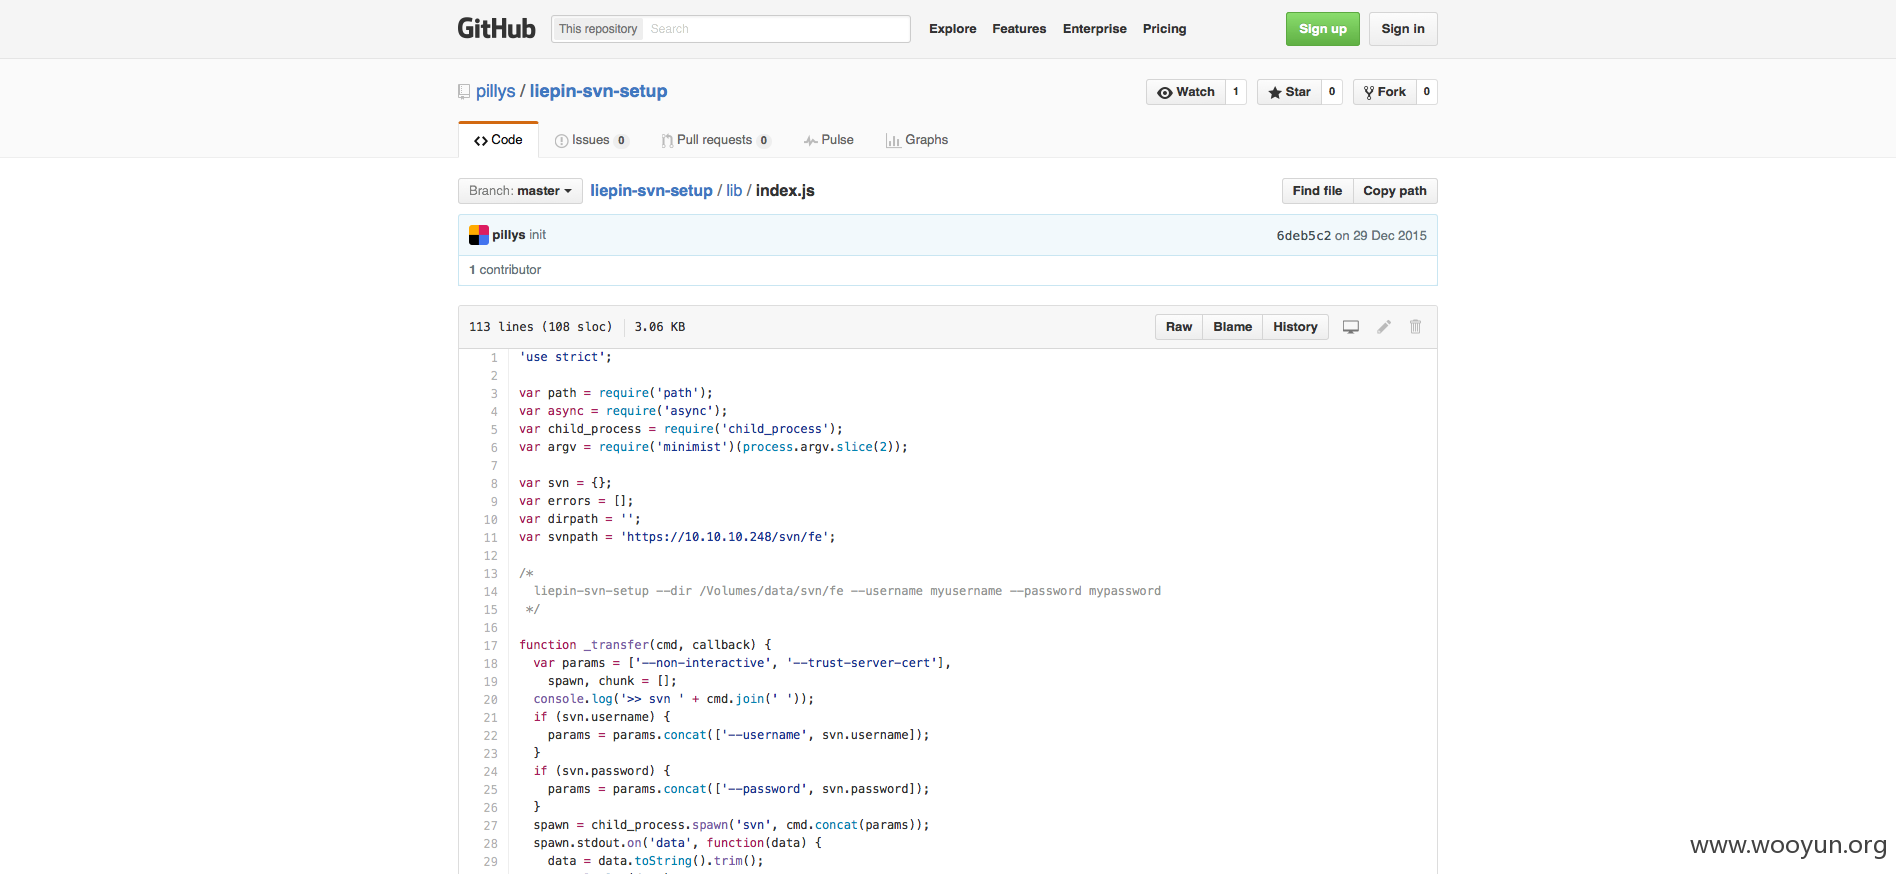 GitHub This repository Search Explore Features Enterprise Pricing Sign up Sign in
pillys / liepin-svn-setup Watch 1 Star 0 Fork 0
Code Issues 0 Pull requests 0 Pulse Graphs
Branch: master liepin-svn-setup / lib / index.js Find file Copy path
pillys init 6deb5c2 on 29 Dec 2015
1 contributor
113 lines (108 sloc) 3.06 KB Raw Blame History
1 'use strict';
2
3 var path = require('path');
4 var async = require('async');
5 var child_process = require('child_process');
6 var argv = require('minimist')(process.argv.slice(2));
7
8 var svn = {};
9 var errors = [];
10 var dirpath = '';
11 var svnpath = 'https://10.10.10.248/svn/fe';
12
13 /*
14 liepin-svn-setup --dir /Volumes/data/svn/fe --username myusername --password mypassword
15 */
16
17 function _transfer(cmd, callback) {
18 var params = ['--non-interactive', '--trust-server-cert'],
19 spawn, chunk = [];
20 console.log('>> svn ' + cmd.join(' '));
21 if (svn.username) {
22 params = params.concat(['--username', svn.username]);
23 }
24 if (svn.password) {
25 params = params.concat(['--password', svn.password]);
26 }
27 spawn = child_process.spawn('svn', cmd.concat(params));
28 spawn.stdout.on('data', function(data) {
29 data = data.toString().trim();
www.wooyun.org